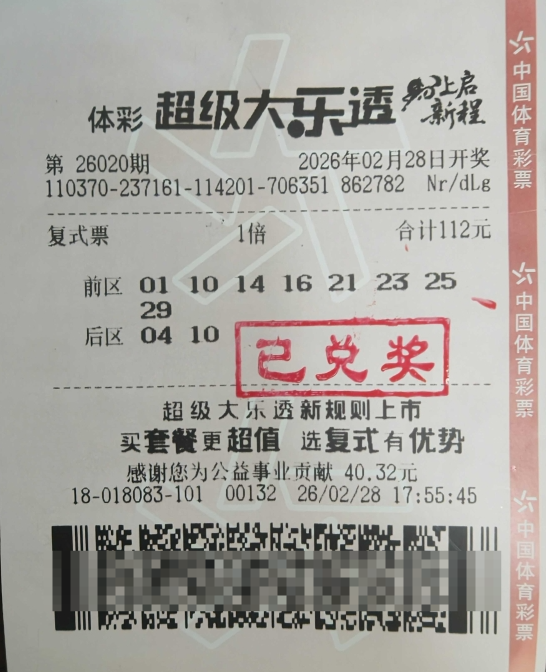 体彩 超级大乐透 马上启
新程
第 26020期 2026年02月28日开奖
110370-237161-114201-706351 862782 Nr/dLg
复式票 1倍 合计112元
前区 01 10 14 16 21 23 25
29
后区 04 10
已兑奖
超级大乐透新规则上市
买套餐更超值 选复式有优势
感谢您为公益事业贡献 40.32元
18-018083-101 00132 26/02/28 17:55:45
中国体育彩票
中国体育彩票
中国体育彩票